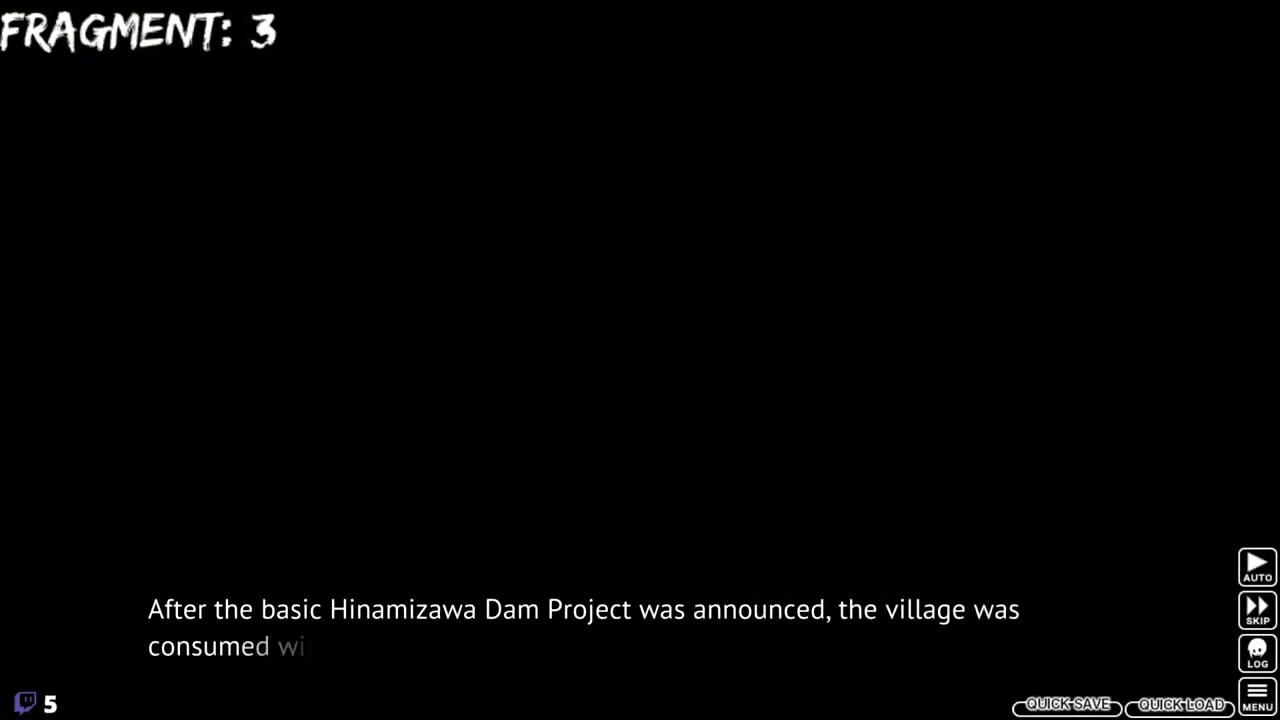 FRAGMENT: 3
AUTO
SKIP
After the basic Hinamizawa Dam Project was announced, the village was
consumed wi
LOG
5
QUICK SAVE
QUICK LOAD
MENU